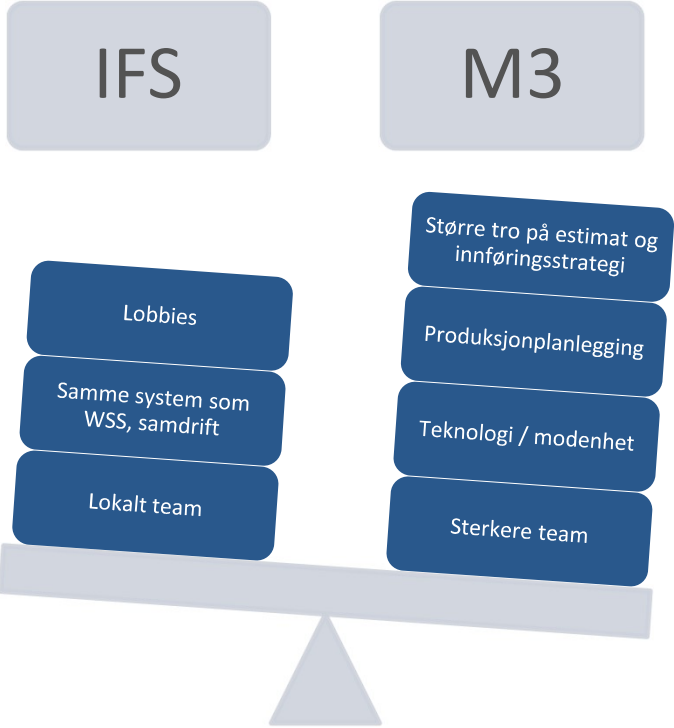 IFS
M3
Lobbies
Samme system som
WSS, samdrift
Lokalt team
Større tro på estimat og
innføringsstrategi
Produksjonplanlegging
Teknologi / modenhet
Sterkere team